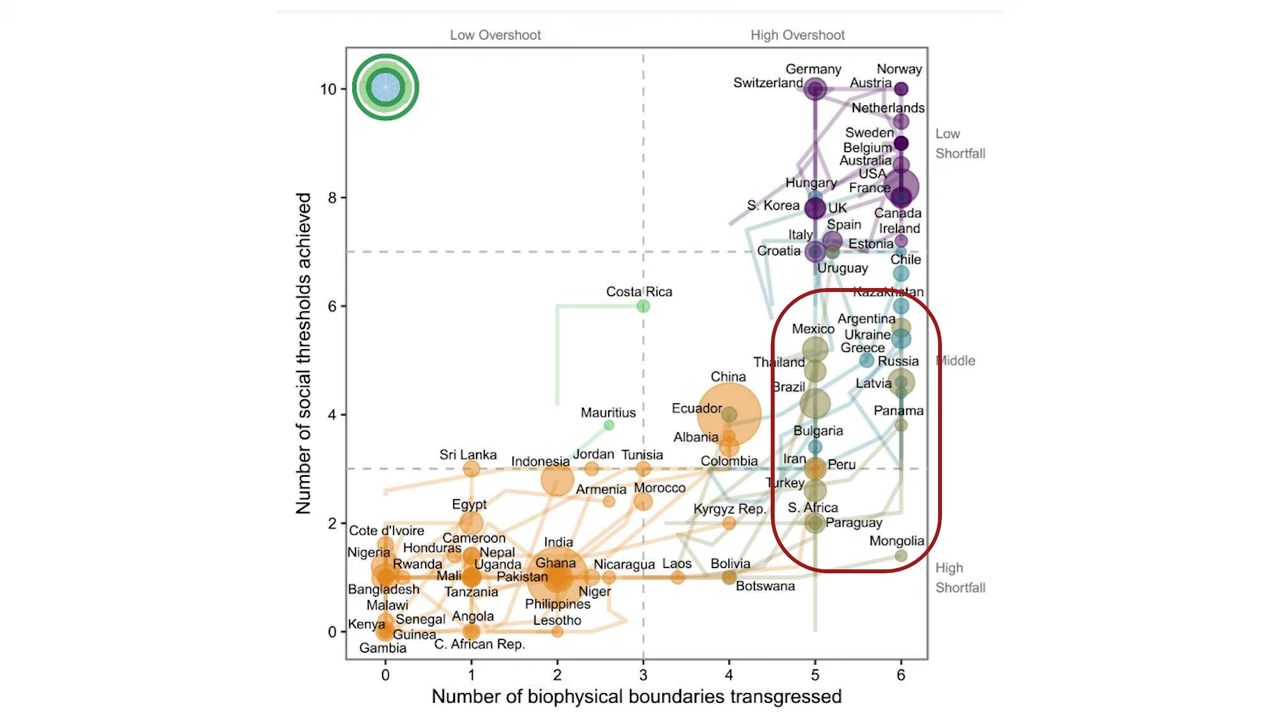 Low Overshoot
High Overshoot
Germany
Norway
Switzerland
Austria
10
Netherlands
Sweden
Low
Belgium
Shortfall
Australia
USA
Hungary
France
8
S. Korea
UK
Canada
Spain
Ireland
Italy
Estonia
Croatia
Chile
Uruguay
Costa Rica
Kazakhstan
6
Argentina
Mexico
Ukraine
Greece
Thailand
Russia
Middle
China
Brazil
Latvia
Ecuador
Mauritius
Panama
4
Albania
Bulgaria
Sri Lanka
Indonesia
Jordan
Tunisia
Colombia
Iran
Peru
Armenia
Morocco
Turkey
Egypt
Kyrgyz Rep.
S. Africa
2
Paraguay
Cote d'Ivoire
Cameroon
India
Mongolia
Nigeria
Honduras
Nepal
Rwanda
Uganda
Ghana
Nicaragua
Laos
Bolivia
High
Mali
Pakistan
Shortfall
Bangladesh
Tanzania
Niger
Botswana
Malawi
Philippines
Kenya
Senegal
Angola
Lesotho
0
Guinea
Gambia
C. African Rep.
0 1 2 3 4 5 6
Number of biophysical boundaries transgressed
Number of social thresholds achieved